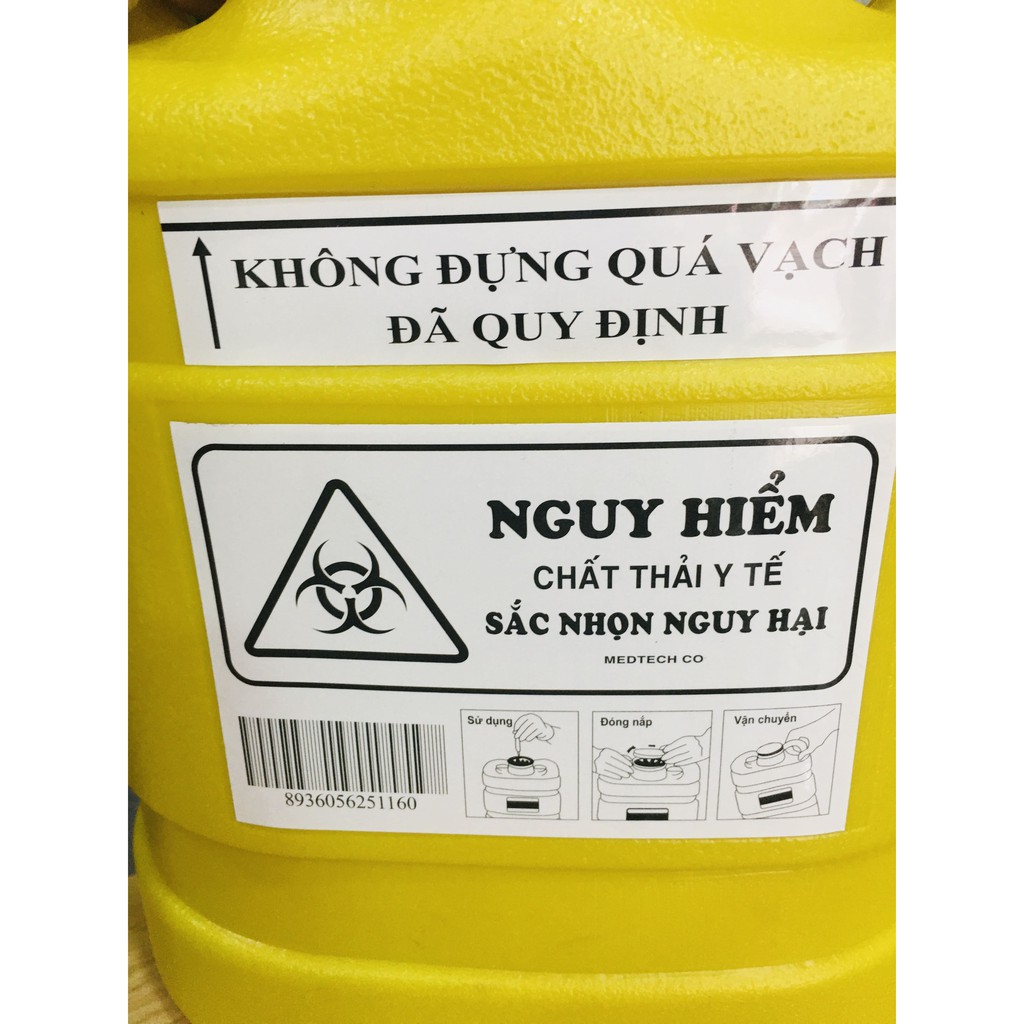 KHÔNG ĐỰNG QUÁ VẠCH
ĐÃ QUY ĐỊNH
NGUY HIỂM
CHẤT THẢI Y TẾ
SẮC NHỌN NGUY HẠI
MEDTECH CO
8936056251160
Sử dụng
Đóng nắp
Vận chuyển